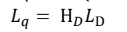 L_q = H_D L_D